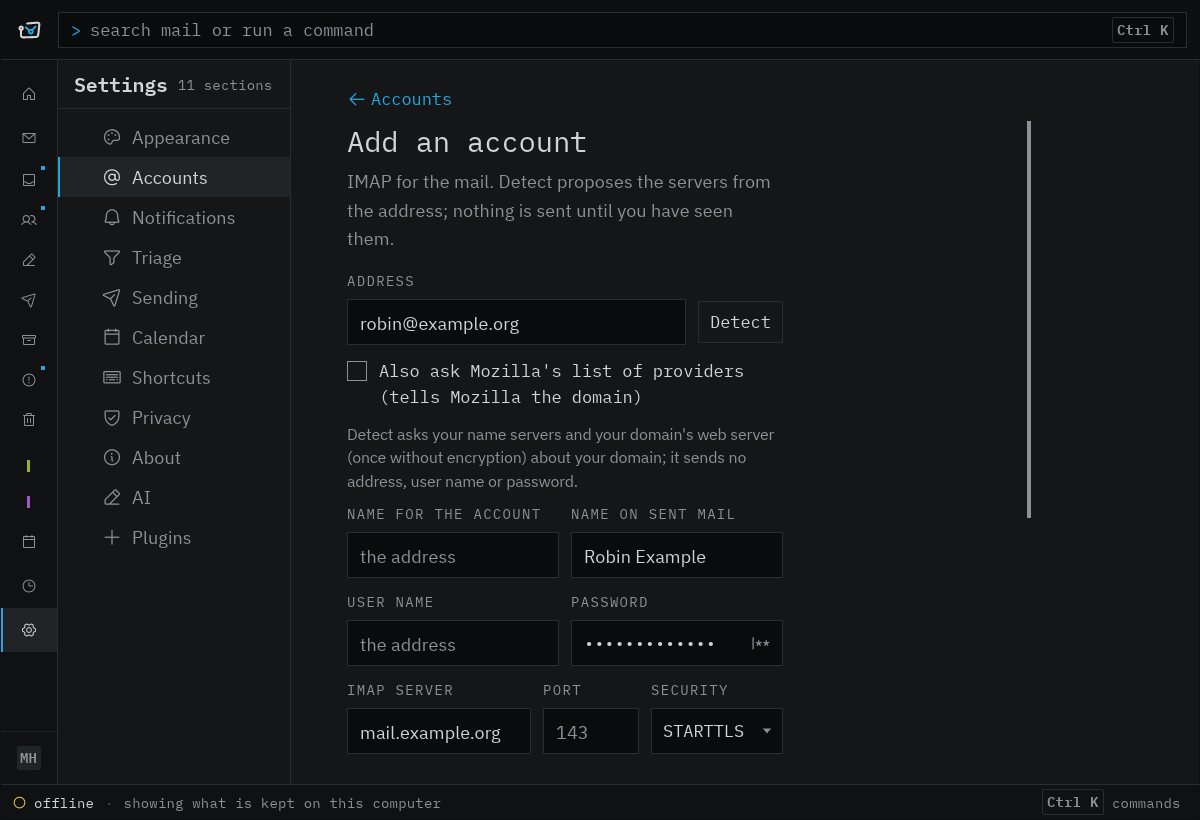 > search mail or run a command Ctrl K
Settings 11 sections
Appearance
Accounts
Notifications
Triage
Sending
Calendar
Shortcuts
Privacy
About
AI
Plugins
MH
← Accounts
Add an account
IMAP for the mail. Detect proposes the servers from
the address; nothing is sent until you have seen
them.
ADDRESS
robin@example.org Detect
Also ask Mozilla's list of providers
(tells Mozilla the domain)
Detect asks your name servers and your domain's web server
(once without encryption) about your domain; it sends no
address, user name or password.
NAME FOR THE ACCOUNT NAME ON SENT MAIL
the address Robin Example
USER NAME PASSWORD
the address •••••••••••••
IMAP SERVER PORT SECURITY
mail.example.org 143 STARTTLS
offline · showing what is kept on this computer Ctrl K commands